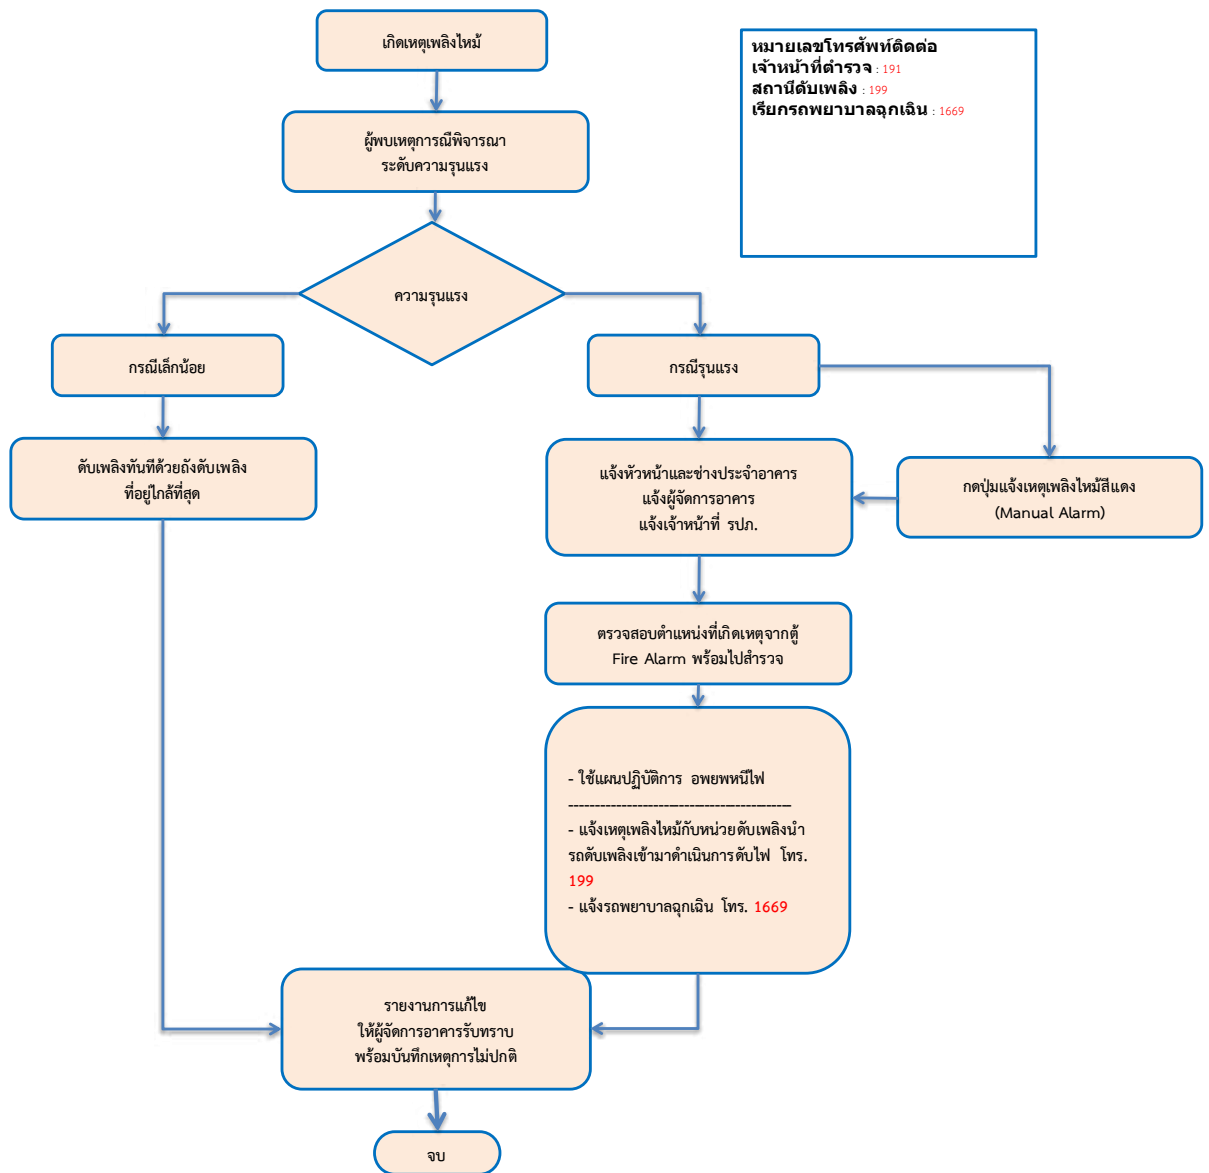 เกิดเหตุเพลิงไหม้
หมายเลขโทรศัพท์ติดต่อ
เจ้าหน้าที่ตำรวจ : 191
สถานีดับเพลิง : 199
เรียกรถพยาบาลฉุกเฉิน : 1669
ผู้พบเหตุการณ์พิจารณา
ระดับความรุนแรง
ความรุนแรง
กรณีเล็กน้อย
กรณีรุนแรง
ดับเพลิงทันทีด้วยถังดับเพลิง
ที่อยู่ใกล้ที่สุด
แจ้งหัวหน้าและช่างประจำอาคาร
แจ้งผู้จัดการอาคาร
แจ้งเจ้าหน้าที่ รปภ.
กดปุ่มแจ้งเหตุเพลิงไหม้สีแดง
(Manual Alarm)
ตรวจสอบตำแหน่งที่เกิดเหตุจากตู้
Fire Alarm พร้อมไปสำรวจ
- ใช้แผนปฏิบัติการ อพยพหนีไฟ
------------------------------------------
- แจ้งเหตุเพลิงไหม้กับหน่วยดับเพลิงนำ
รถดับเพลิงเข้ามาดำเนินการดับไฟ โทร.
199
- แจ้งรถพยาบาลฉุกเฉิน โทร. 1669
รายงานการแก้ไข
ให้ผู้จัดการอาคารรับทราบ
พร้อมบันทึกเหตุการไม่ปกติ
จบ